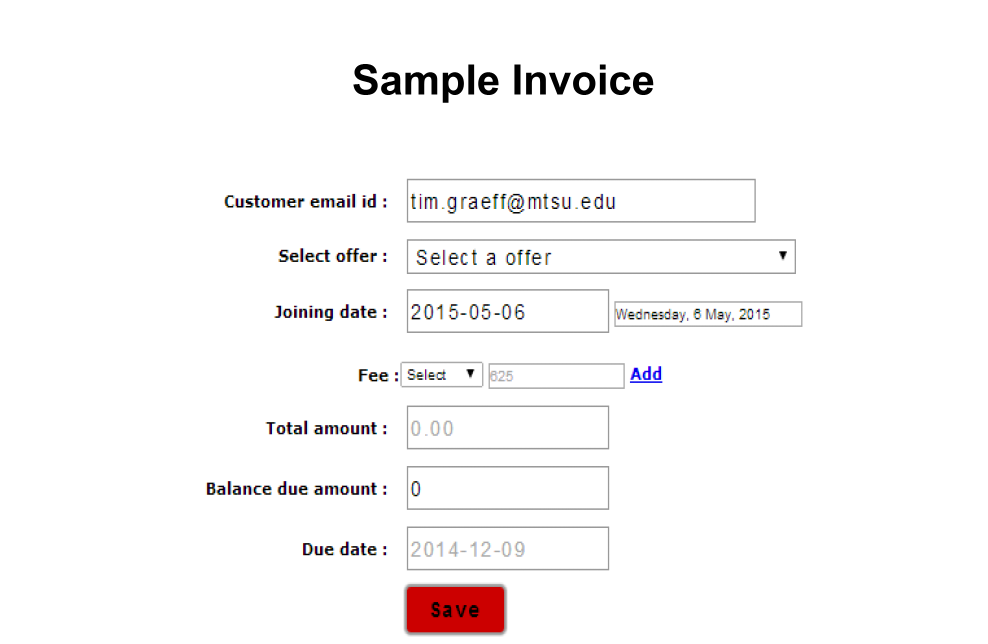 Sample Invoice
Customer email id : tim.graeff@mtsu.edu
Select offer : Select a offer
Joining date : 2015-05-06 Wednesday, 6 May, 2015
Fee : Select 625 Add
Total amount : 0.00
Balance due amount : 0
Due date : 2014-12-09
Save